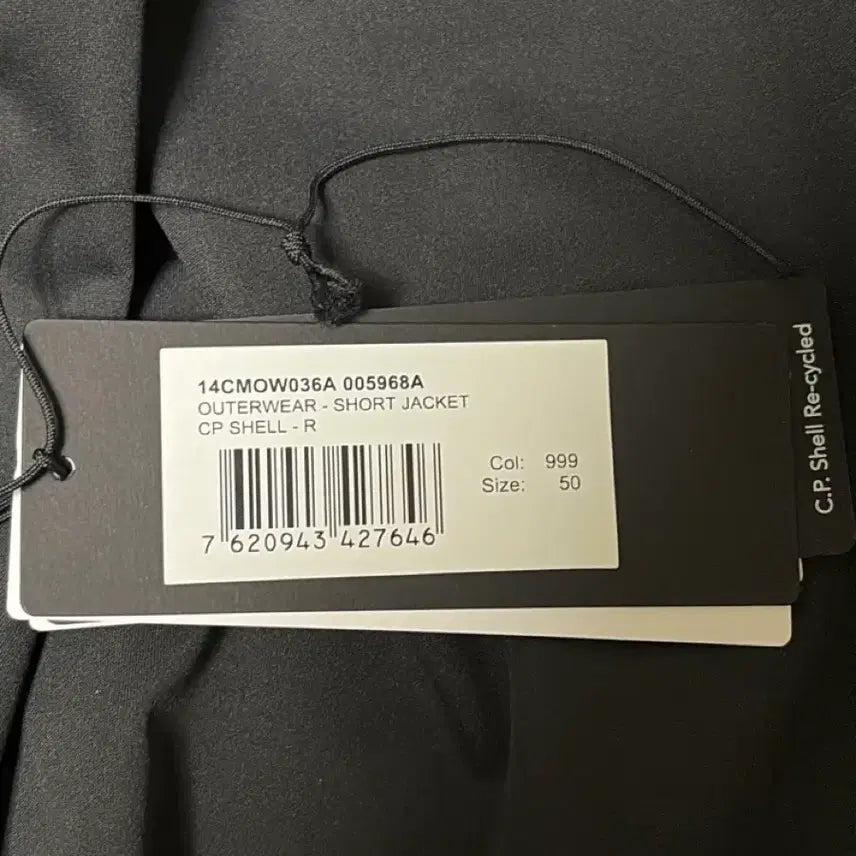 14CMOW036A 005968A
OUTERWEAR - SHORT JACKET
CP SHELL - R
Col: 999
Size: 50
7 620943 427646
C.P. Shell Re-cycled